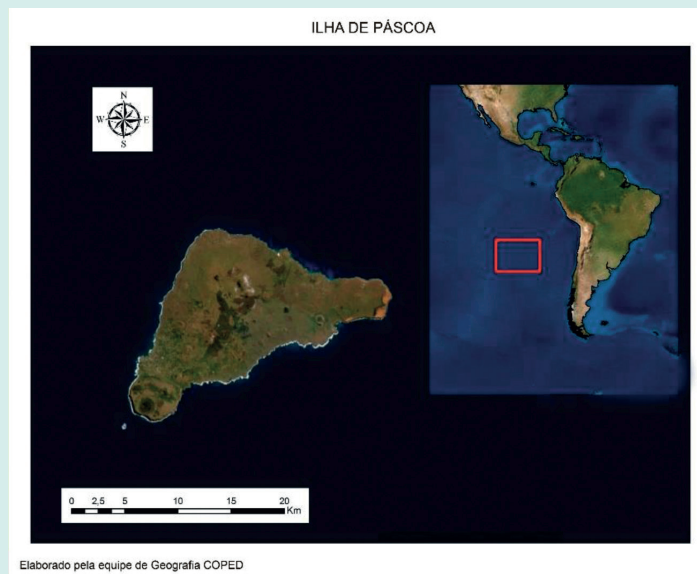 ILHA DE PÁSCOA
N
W E
S
0 2,5 5 10 15 20
Km
Elaborado pela equipe de Geografia COPED